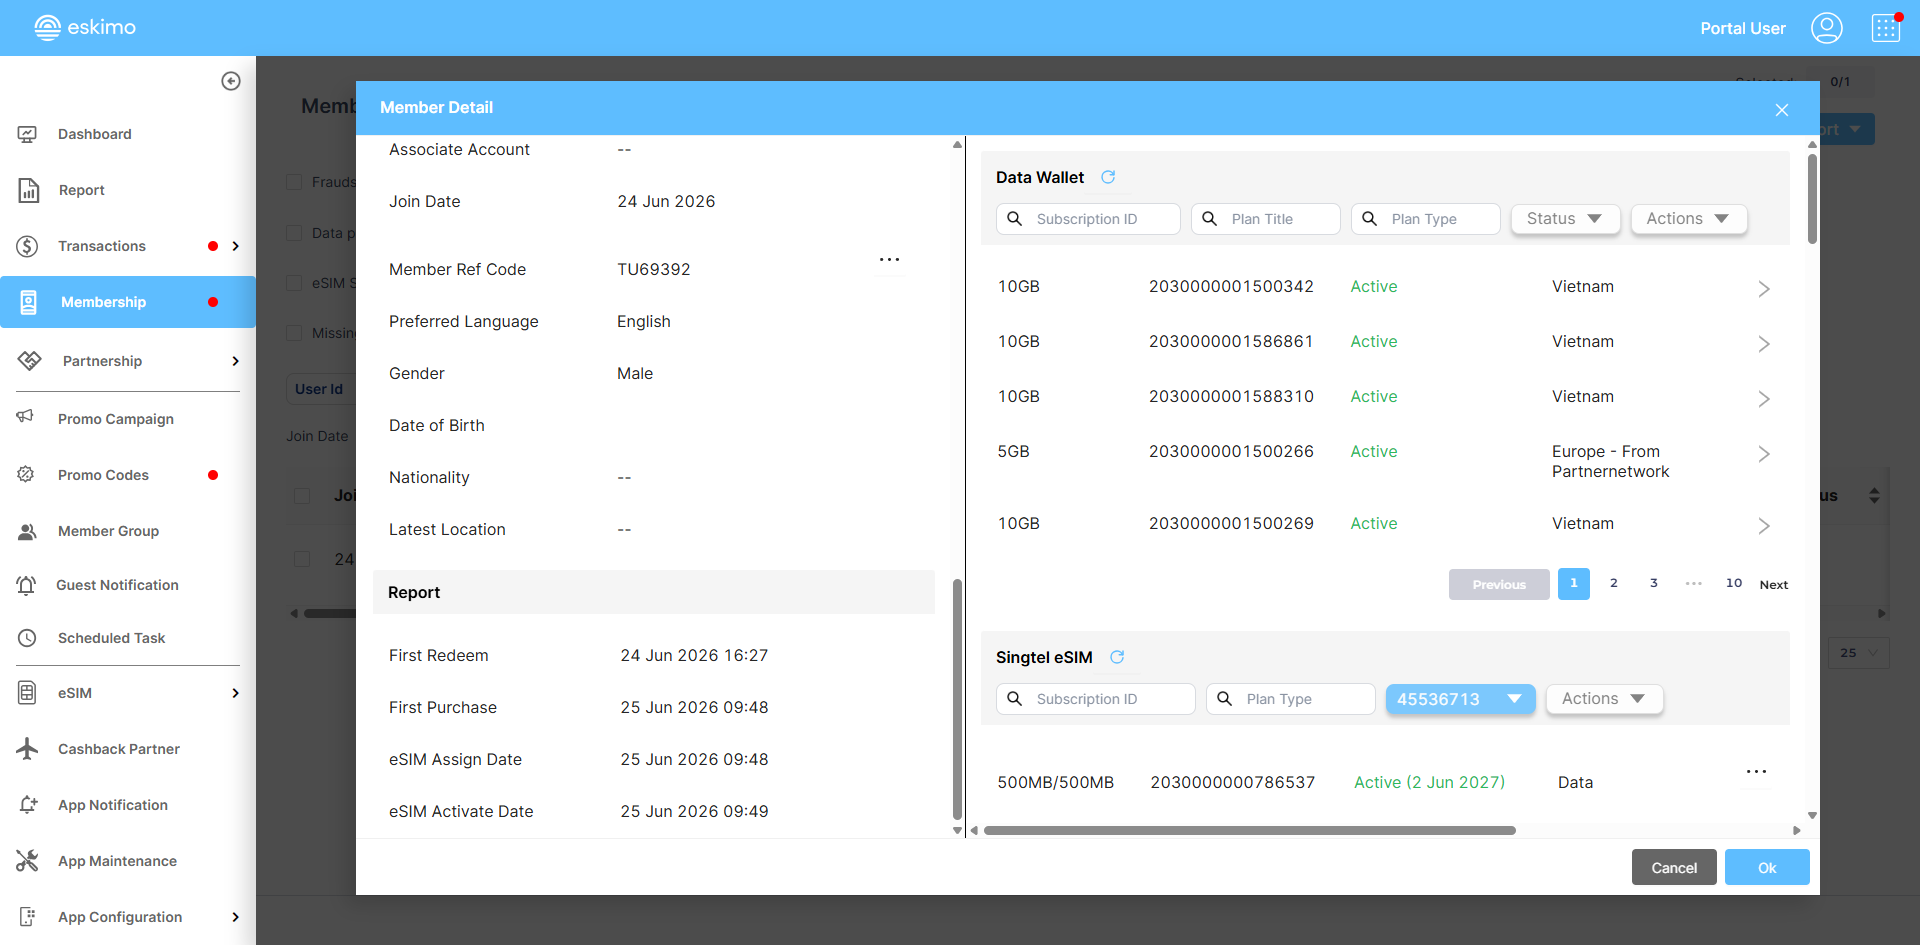 eskimo
Portal User
Dashboard
Report
Transactions
Membership
Partnership
Promo Campaign
Promo Codes
Member Group
Guest Notification
Scheduled Task
eSIM
Cashback Partner
App Notification
App Maintenance
App Configuration
0/1
User Id
Join Date
24
25
Member Detail
Associate Account --
Join Date 24 Jun 2026
Member Ref Code TU69392
Preferred Language English
Gender Male
Date of Birth
Nationality --
Latest Location --
Report
First Redeem 24 Jun 2026 16:27
First Purchase 25 Jun 2026 09:48
eSIM Assign Date 25 Jun 2026 09:48
eSIM Activate Date 25 Jun 2026 09:49
Data Wallet
Subscription ID Plan Title Plan Type Status Actions
10GB 2030000001500342 Active Vietnam
10GB 2030000001586861 Active Vietnam
10GB 2030000001588310 Active Vietnam
5GB 2030000001500266 Active Europe - From
Partnernetwork
10GB 2030000001500269 Active Vietnam
Previous 1 2 3 ••• 10 Next
Singtel eSIM
Subscription ID Plan Type 45536713 Actions
500MB/500MB 2030000000786537 Active (2 Jun 2027) Data
Cancel Ok